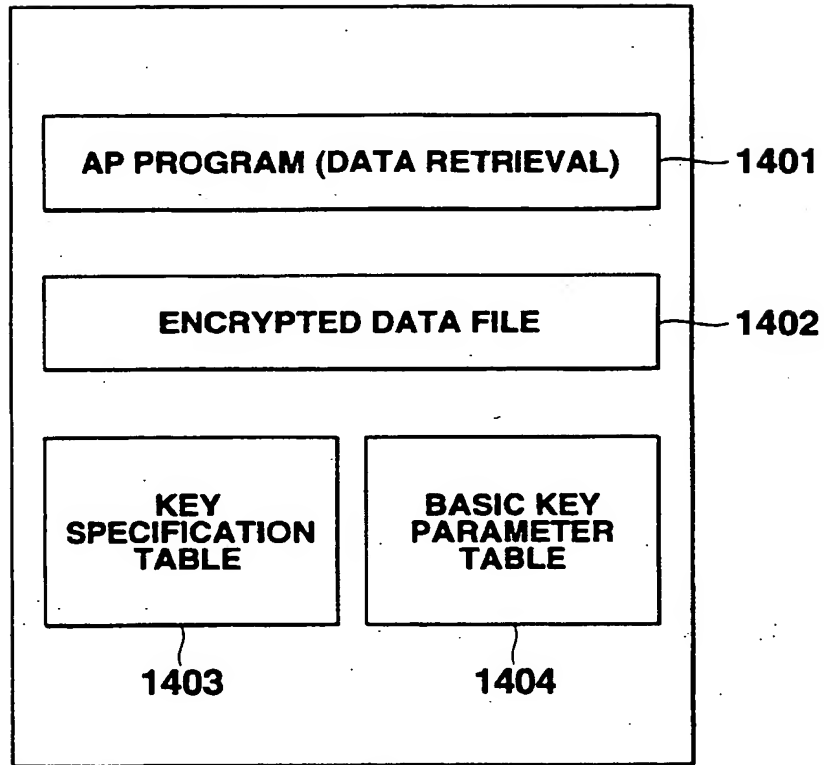 AP PROGRAM (DATA RETRIEVAL)
1401
ENCRYPTED DATA FILE
1402
KEY
SPECIFICATION
TABLE
BASIC KEY
PARAMETER
TABLE
1403
1404